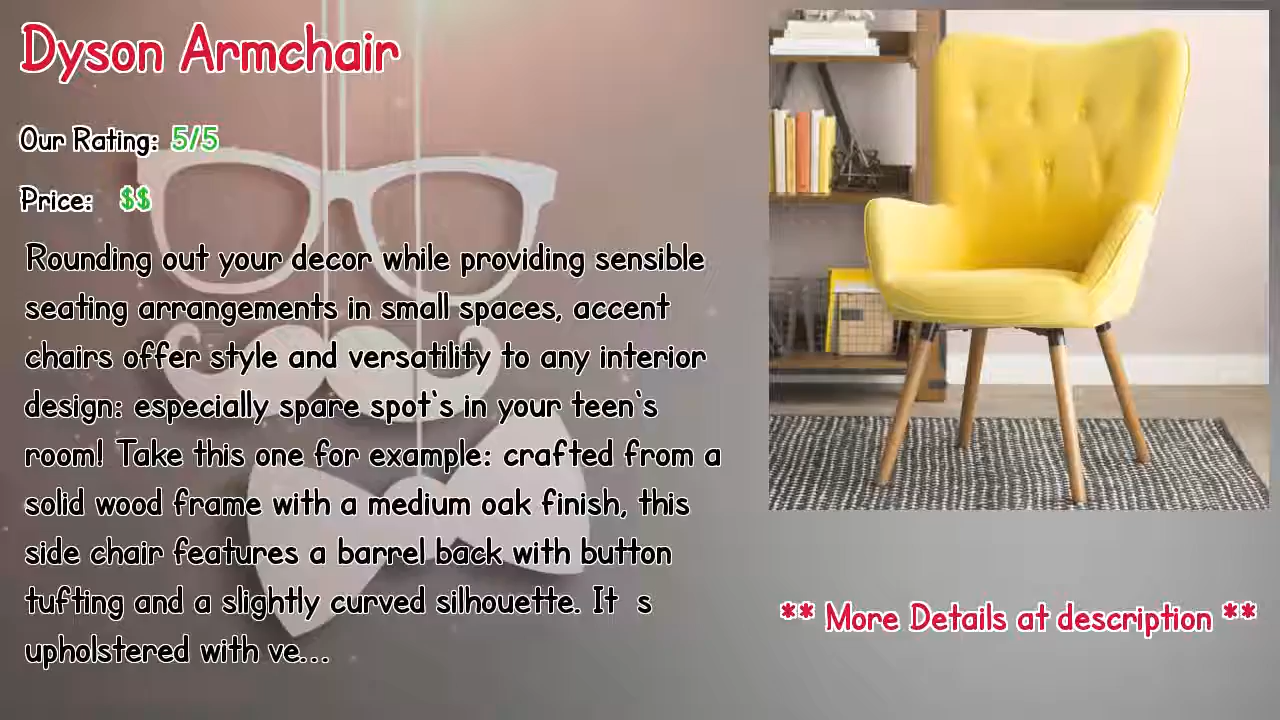 Dyson Armchair
Our Rating: 5/5
Price: $$
Rounding out your decor while providing sensible
seating arrangements in small spaces, accent
chairs offer style and versatility to any interior
design: especially spare spot's in your teen's
room! Take this one for example: crafted from a
solid wood frame with a medium oak finish, this
side chair features a barrel back with button
tufting and a slightly curved silhouette. It s
upholstered with ve...
** More Details at description **